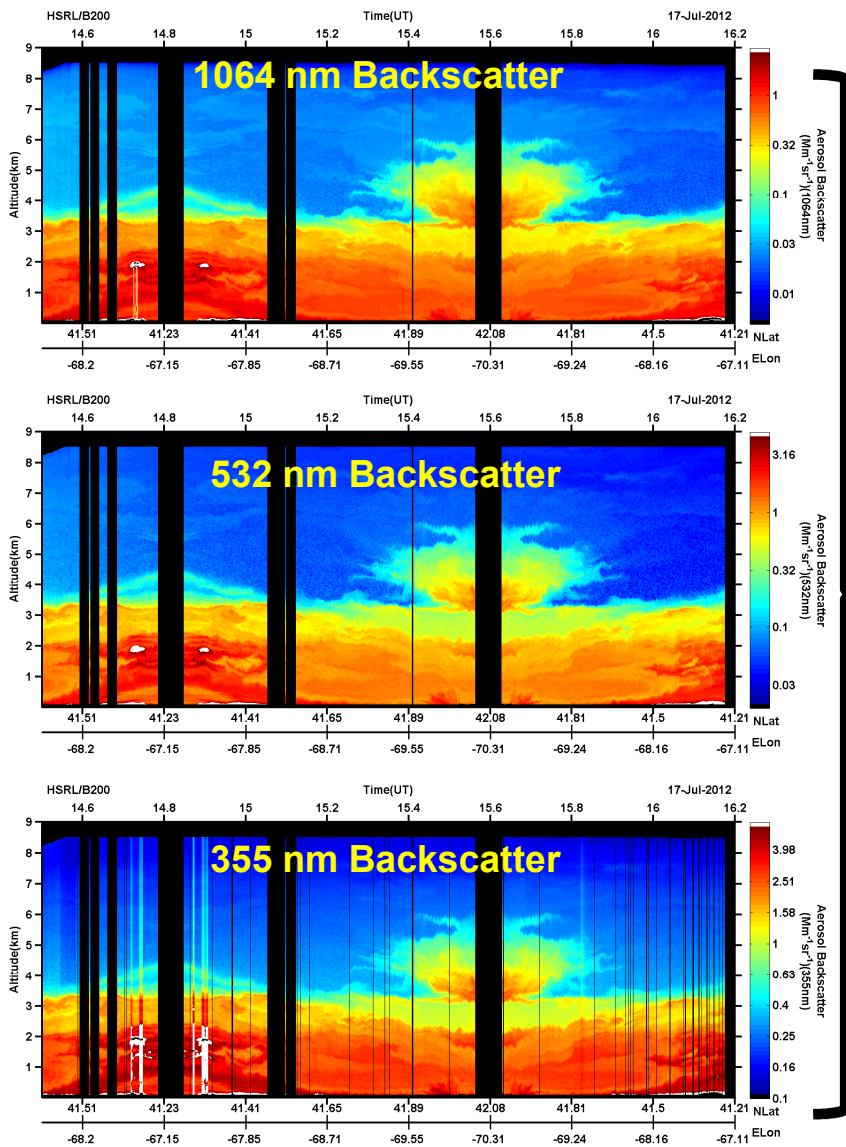 HSRL/B200 Time(UT) 17-Jul-2012
14.6 14.8 15 15.2 15.4 15.6 15.8 16 16.2
1064 nm Backscatter
9
8
7
6
5
4
3
2
1
Altitude(km)
1
0.32
0.1
0.03
0.01
Aerosol Backscatter
(Mm-1sr-1)(1064nm)
41.51 41.23 41.41 41.65 41.89 42.08 41.81 41.5 41.21
NLat
ELon
-68.2 -67.15 -67.85 -68.71 -69.55 -70.31 -69.24 -68.16 -67.11
HSRL/B200 Time(UT) 17-Jul-2012
14.6 14.8 15 15.2 15.4 15.6 15.8 16 16.2
532 nm Backscatter
9
8
7
6
5
4
3
2
1
Altitude(km)
3.16
1
0.32
0.1
0.03
Aerosol Backscatter
(Mm-1sr-1)(532nm)
41.51 41.23 41.41 41.65 41.89 42.08 41.81 41.5 41.21
NLat
ELon
-68.2 -67.15 -67.85 -68.71 -69.55 -70.31 -69.24 -68.16 -67.11
HSRL/B200 Time(UT) 17-Jul-2012
14.6 14.8 15 15.2 15.4 15.6 15.8 16 16.2
355 nm Backscatter
9
8
7
6
5
4
3
2
1
Altitude(km)
3.98
2.51
1.58
1
0.63
0.4
0.25
0.16
0.1
Aerosol Backscatter
(Mm-1sr-1)(355nm)
41.51 41.23 41.41 41.65 41.89 42.08 41.81 41.5 41.21
NLat
ELon
-68.2 -67.15 -67.85 -68.71 -69.55 -70.31 -69.24 -68.16 -67.11